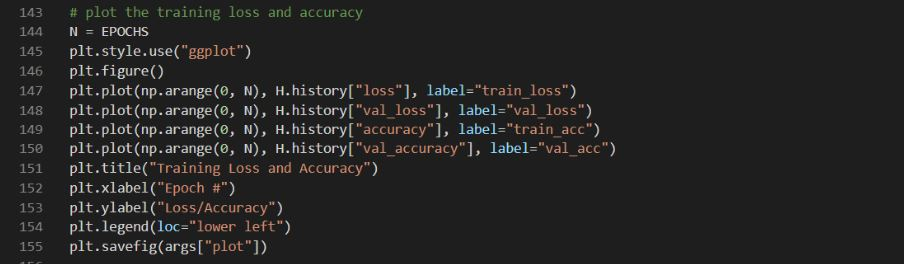 143 # plot the training loss and accuracy
144 N = EPOCHS
145 plt.style.use("ggplot")
146 plt.figure()
147 plt.plot(np.arange(0, N), H.history["loss"], label="train_loss")
148 plt.plot(np.arange(0, N), H.history["val_loss"], label="val_loss")
149 plt.plot(np.arange(0, N), H.history["accuracy"], label="train_acc")
150 plt.plot(np.arange(0, N), H.history["val_accuracy"], label="val_acc")
151 plt.title("Training Loss and Accuracy")
152 plt.xlabel("Epoch #")
153 plt.ylabel("Loss/Accuracy")
154 plt.legend(loc="lower left")
155 plt.savefig(args["plot"])